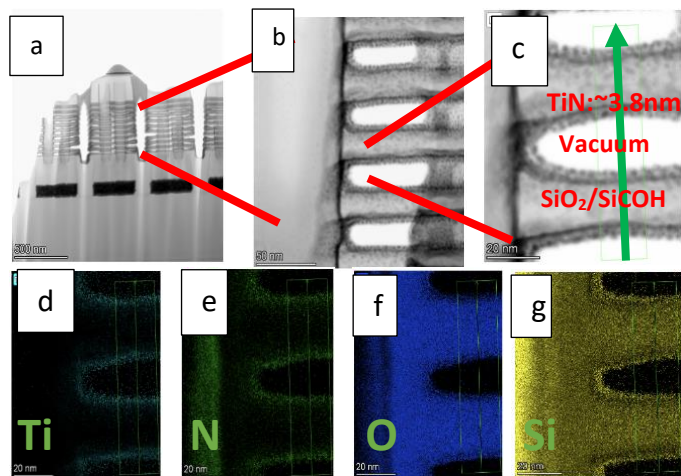 a
b
c
TiN:~3.8nm
Vacuum
SiO₂/SiCOH
500 nm
50 nm
20 nm
d
e
f
g
Ti
N
O
Si
20 nm
20 nm
20 nm
20 nm